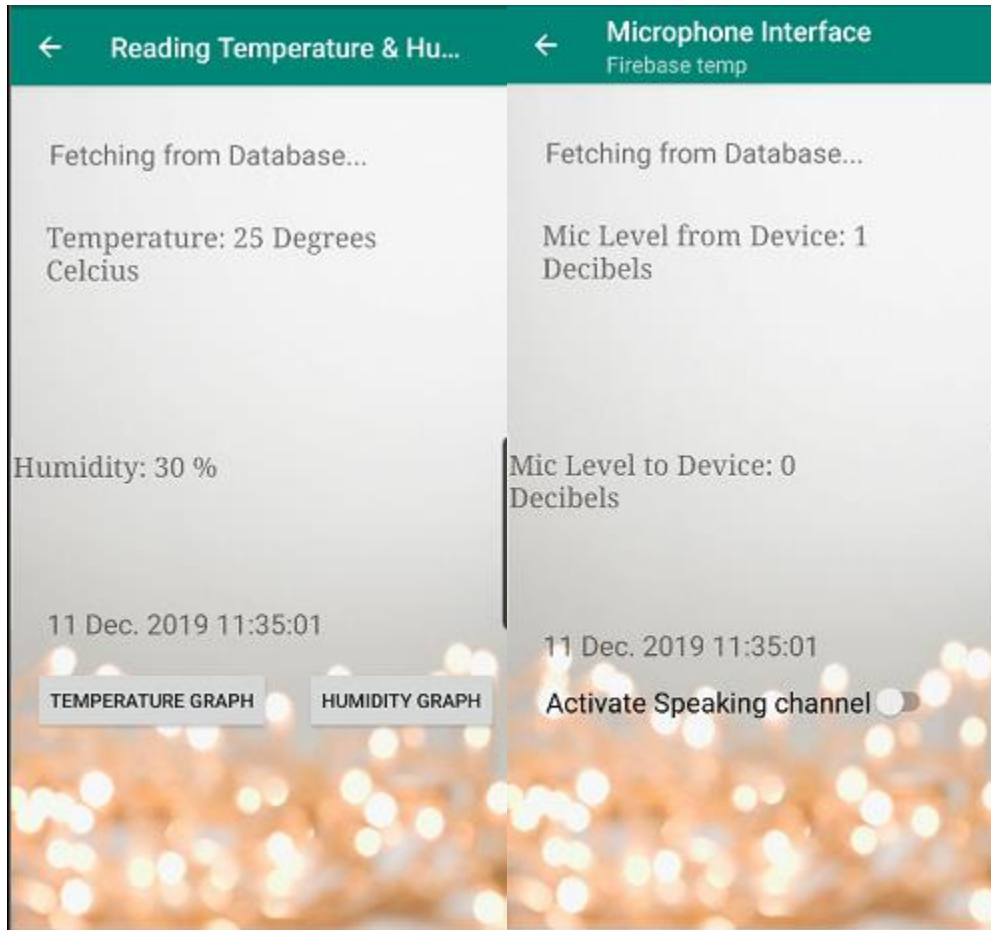 Reading Temperature & Hu...
Fetching from Database...
Temperature: 25 Degrees
Celcius
Humidity: 30 %
11 Dec. 2019 11:35:01
TEMPERATURE GRAPH
HUMIDITY GRAPH
Microphone Interface
Firebase temp
Fetching from Database...
Mic Level from Device: 1
Decibels
Mic Level to Device: 0
Decibels
11 Dec. 2019 11:35:01
Activate Speaking channel